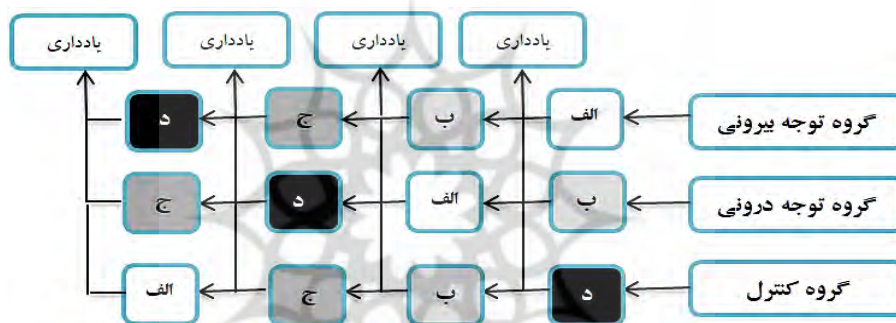 یادداری یادداری یادداری یادداری
گروه توجه بیرونی الف ب ج د
گروه توجه درونی ب الف د ج
گروه کنترل د ب ج الف